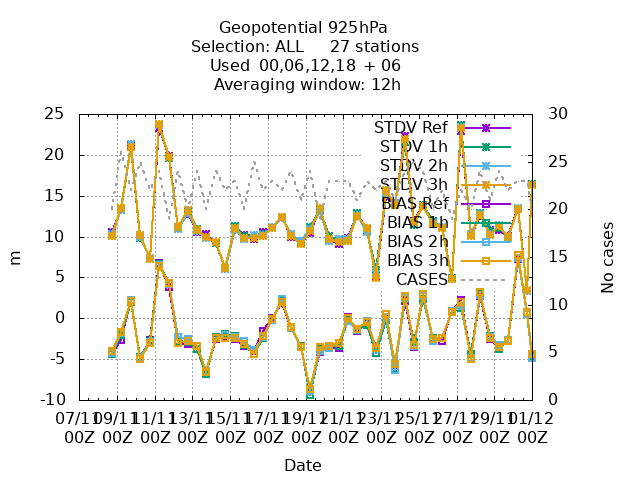 Geopotential 925hPa
Selection: ALL 27 stations
Used 00,06,12,18 + 06
Averaging window: 12h
25
20
15
10
5
0
-5
-10
m
30
25
20
15
10
5
0
No cases
STDV Ref
STDV 1h
STDV 2h
STDV 3h
BIAS Ref
BIAS 1h
BIAS 2h
BIAS 3h
CASES
07/11 09/11 11/11 13/11 15/11 17/11 19/11 21/11 23/11 25/11 27/11 29/11 01/12
00Z 00Z 00Z 00Z 00Z 00Z 00Z 00Z 00Z 00Z 00Z 00Z 00Z
Date